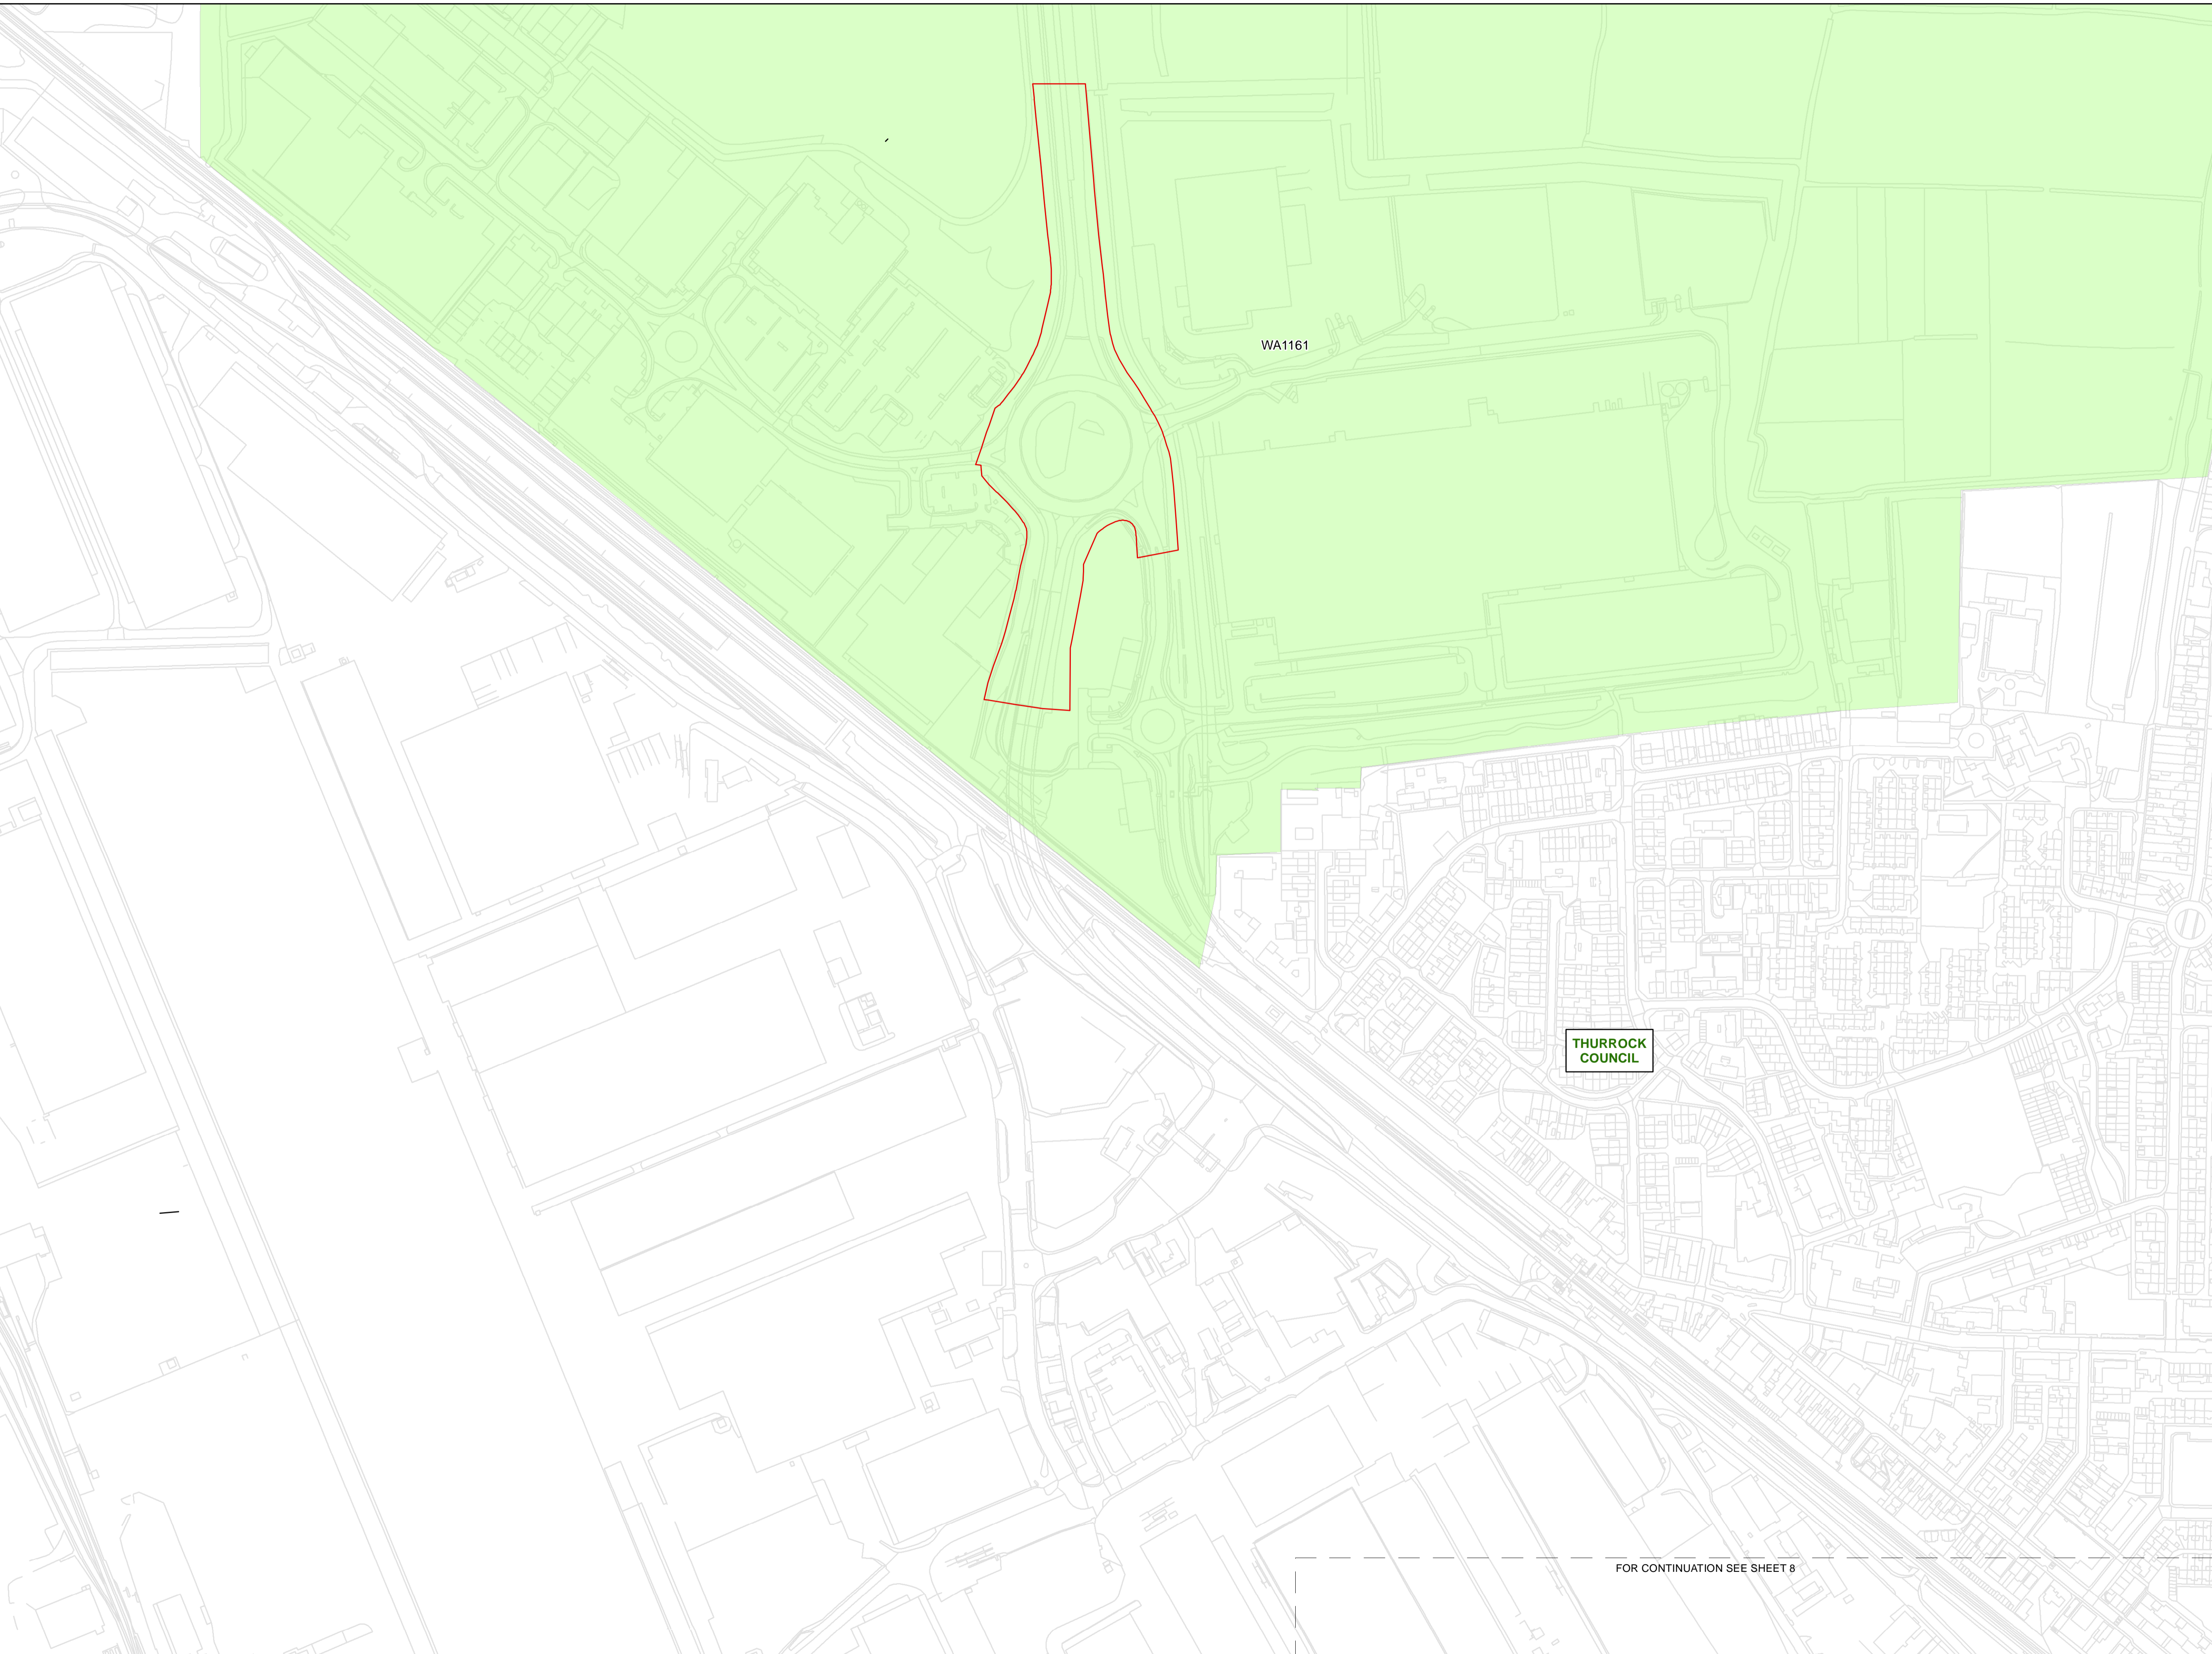 WA1161
THURROCK
COUNCIL
FOR CONTINUATION SEE SHEET 8